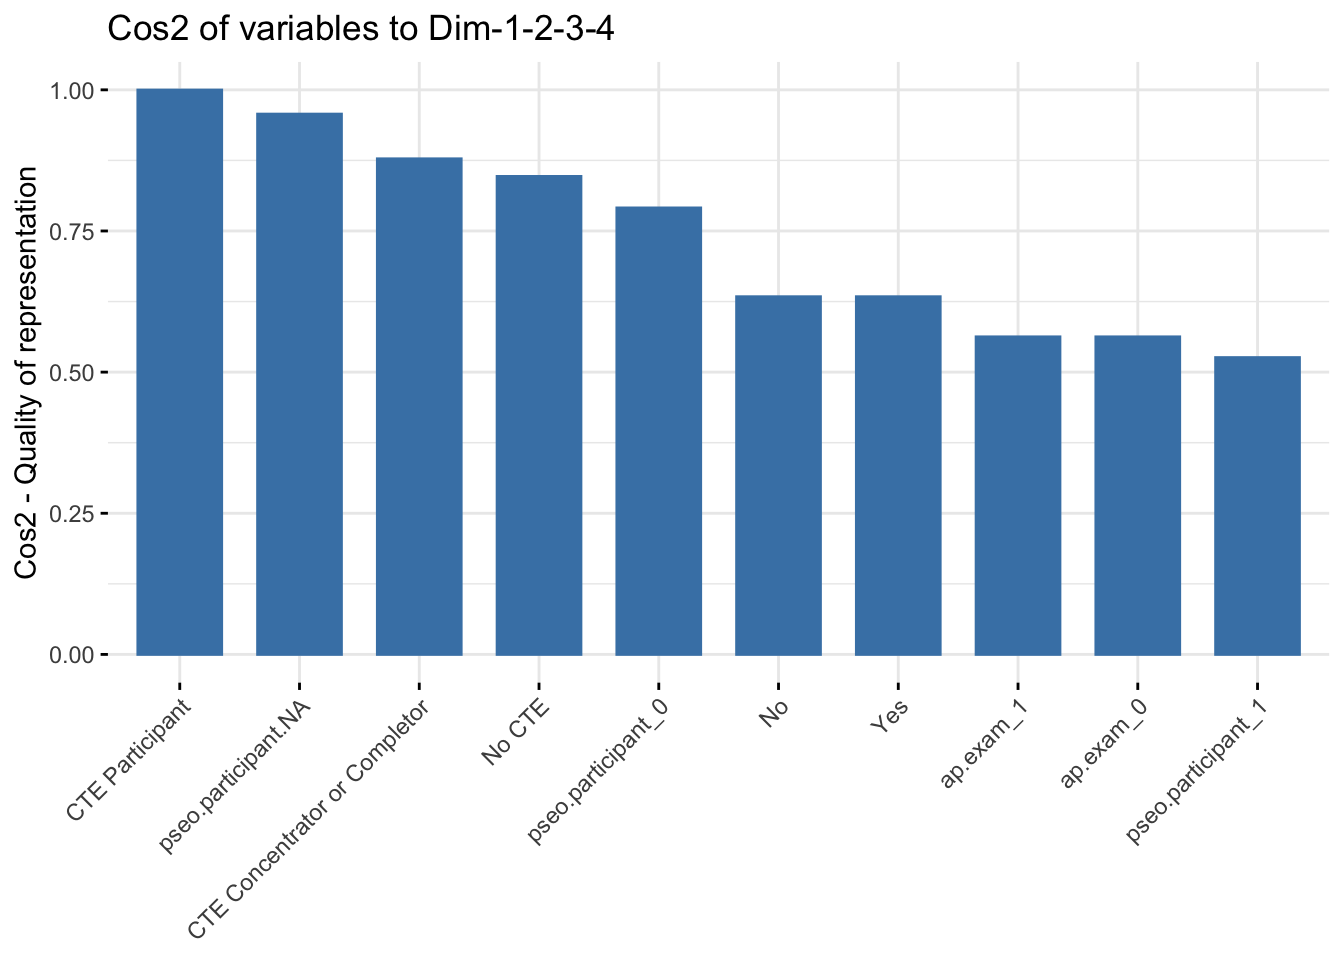 Cos2 of variables to Dim-1-2-3-4
Cos2 - Quality of representation
1.00
0.75
0.50
0.25
0.00
CTE Participant
pseo.participant.NA
CTE Concentrator or Completor
No CTE
pseo.participant_0
No
Yes
ap.exam_1
ap.exam_0
pseo.participant_1